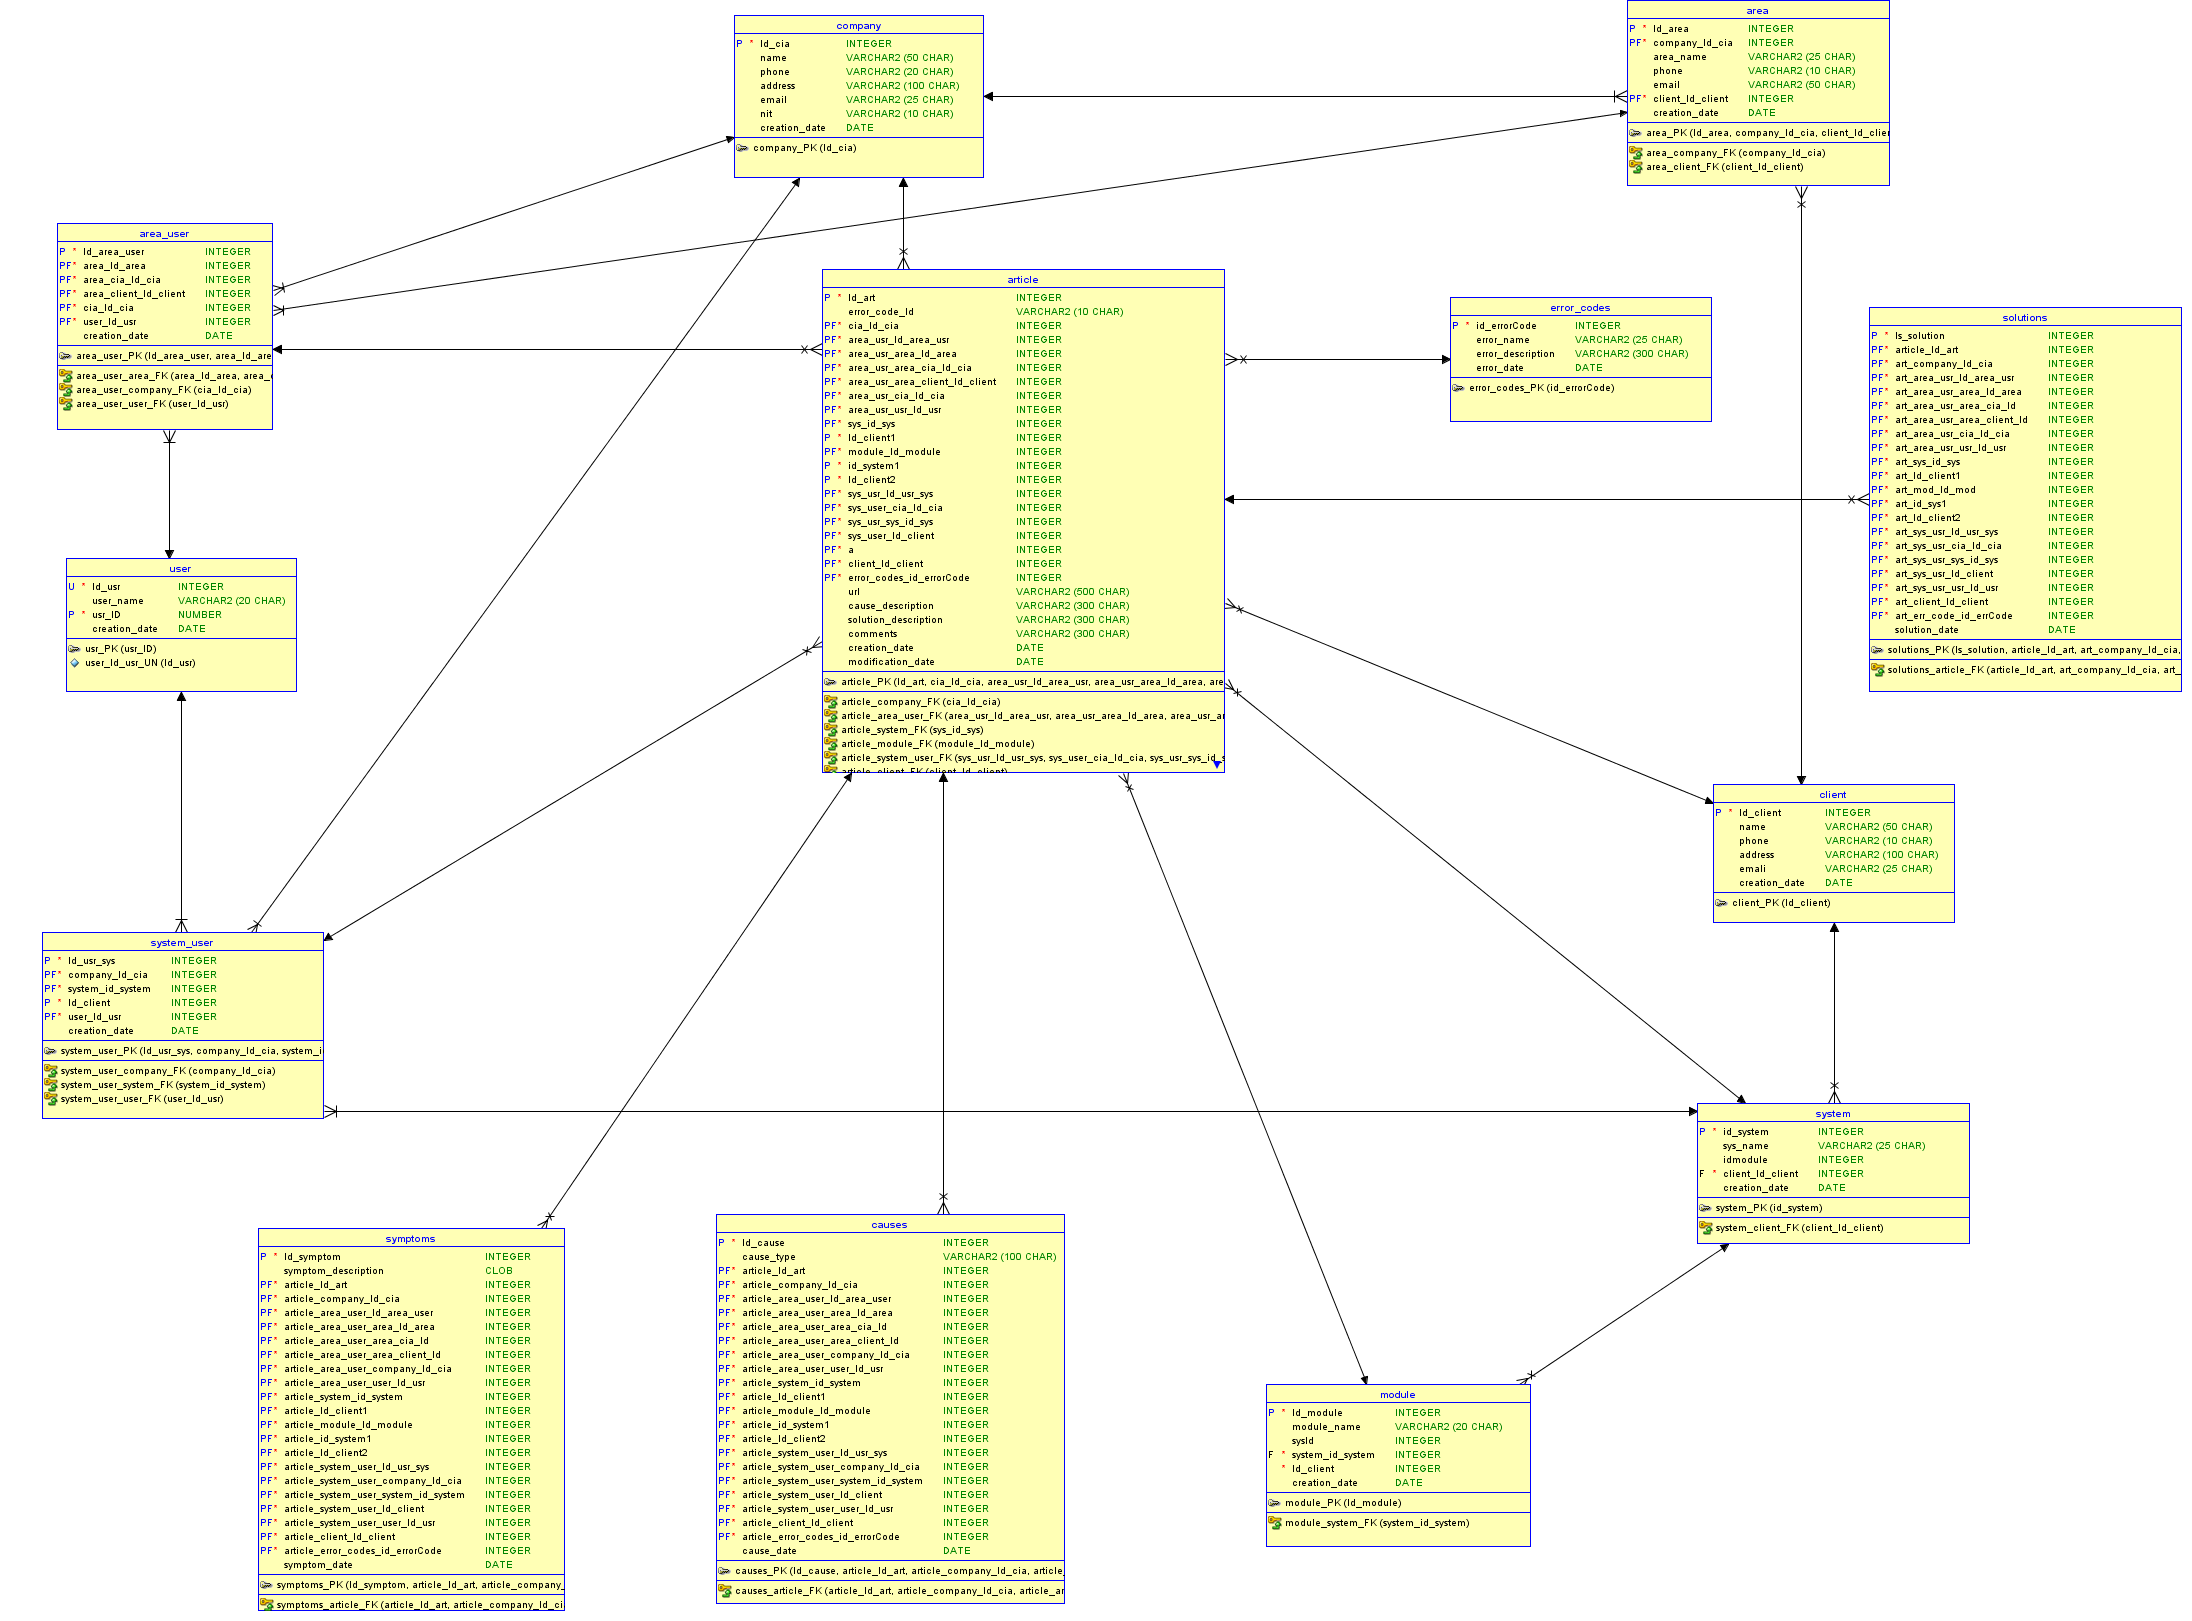 company
P * Id_cia INTEGER
name VARCHAR2 (50 CHAR)
phone VARCHAR2 (20 CHAR)
address VARCHAR2 (100 CHAR)
email VARCHAR2 (25 CHAR)
nit VARCHAR2 (10 CHAR)
creation_date DATE
company_PK (Id_cia)
area
P * Id_area INTEGER
PF* company_Id_cia INTEGER
area_name VARCHAR2 (25 CHAR)
phone VARCHAR2 (10 CHAR)
email VARCHAR2 (50 CHAR)
PF* client_Id_client INTEGER
creation_date DATE
area_PK (Id_area, company_Id_cia, client_Id_clier
area_company_FK (company_Id_cia)
area_client_FK (client_Id_client)
area_user
P * Id_area_user INTEGER
PF* area_Id_area INTEGER
PF* area_cia_Id_cia INTEGER
PF* area_client_Id_client INTEGER
PF* cia_Id_cia INTEGER
PF* user_Id_usr INTEGER
creation_date DATE
area_user_PK (Id_area_user, area_Id_are
area_user_area_FK (area_Id_area, area_c
area_user_company_FK (cia_Id_cia)
area_user_user_FK (user_Id_usr)
article
P * Id_art INTEGER
error_code_Id VARCHAR2 (10 CHAR)
PF* cia_Id_cia INTEGER
PF* area_usr_Id_area_usr INTEGER
PF* area_usr_area_Id_area INTEGER
PF* area_usr_area_cia_Id_cia INTEGER
PF* area_usr_area_client_Id_client INTEGER
PF* area_usr_cia_Id_cia INTEGER
PF* area_usr_usr_Id_usr INTEGER
PF* sys_id_sys INTEGER
P * Id_client1 INTEGER
PF* module_Id_module INTEGER
P * id_system1 INTEGER
P * Id_client2 INTEGER
PF* sys_usr_Id_usr_sys INTEGER
PF* sys_user_cia_Id_cia INTEGER
PF* sys_usr_sys_id_sys INTEGER
PF* sys_user_Id_client INTEGER
PF* a INTEGER
PF* client_Id_client INTEGER
PF* error_codes_id_errorCode INTEGER
url VARCHAR2 (500 CHAR)
cause_description VARCHAR2 (300 CHAR)
solution_description VARCHAR2 (300 CHAR)
comments VARCHAR2 (300 CHAR)
creation_date DATE
modification_date DATE
article_PK (Id_art, cia_Id_cia, area_usr_Id_area_usr, area_usr_area_Id_area, are
article_company_FK (cia_Id_cia)
article_area_user_FK (area_usr_Id_area_usr, area_usr_area_Id_area, area_usr_ar
article_system_FK (sys_id_sys)
article_module_FK (module_Id_module)
article_system_user_FK (sys_usr_Id_usr_sys, sys_user_cia_Id_cia, sys_usr_sys_id_s
article_client_FK (client_Id_client)
error_codes
P * id_errorCode INTEGER
error_name VARCHAR2 (25 CHAR)
error_description VARCHAR2 (300 CHAR)
error_date DATE
error_codes_PK (id_errorCode)
solutions
P * Is_solution INTEGER
PF* article_Id_art INTEGER
PF* art_company_Id_cia INTEGER
PF* art_area_usr_Id_area_usr INTEGER
PF* art_area_usr_area_Id_area INTEGER
PF* art_area_usr_area_cia_Id INTEGER
PF* art_area_usr_area_client_Id INTEGER
PF* art_area_usr_cia_Id_cia INTEGER
PF* art_area_usr_usr_Id_usr INTEGER
PF* art_sys_id_sys INTEGER
PF* art_Id_client1 INTEGER
PF* art_mod_Id_mod INTEGER
PF* art_id_sys1 INTEGER
PF* art_Id_client2 INTEGER
PF* art_sys_usr_Id_usr_sys INTEGER
PF* art_sys_usr_cia_Id_cia INTEGER
PF* art_sys_usr_sys_id_sys INTEGER
PF* art_sys_usr_Id_client INTEGER
PF* art_sys_usr_usr_Id_usr INTEGER
PF* art_client_Id_client INTEGER
PF* art_err_code_id_errCode INTEGER
solution_date DATE
solutions_PK (Is_solution, article_Id_art, art_company_Id_cia,
solutions_article_FK (article_Id_art, art_company_Id_cia, art_
user
U * Id_usr INTEGER
user_name VARCHAR2 (20 CHAR)
P * usr_ID NUMBER
creation_date DATE
usr_PK (usr_ID)
user_Id_usr_UN (Id_usr)
client
P * Id_client INTEGER
name VARCHAR2 (50 CHAR)
phone VARCHAR2 (10 CHAR)
address VARCHAR2 (100 CHAR)
emali VARCHAR2 (25 CHAR)
creation_date DATE
client_PK (Id_client)
system_user
P * Id_usr_sys INTEGER
PF* company_Id_cia INTEGER
PF* system_id_system INTEGER
P * Id_client INTEGER
PF* user_Id_usr INTEGER
creation_date DATE
system_user_PK (Id_usr_sys, company_Id_cia, system_i
system_user_company_FK (company_Id_cia)
system_user_system_FK (system_id_system)
system_user_user_FK (user_Id_usr)
system
P * id_system INTEGER
sys_name VARCHAR2 (25 CHAR)
idmodule INTEGER
F * client_Id_client INTEGER
creation_date DATE
system_PK (id_system)
system_client_FK (client_Id_client)
symptoms
P * Id_symptom INTEGER
symptom_description CLOB
PF* article_Id_art INTEGER
PF* article_company_Id_cia INTEGER
PF* article_area_user_Id_area_user INTEGER
PF* article_area_user_area_Id_area INTEGER
PF* article_area_user_area_cia_Id INTEGER
PF* article_area_user_area_client_Id INTEGER
PF* article_area_user_company_Id_cia INTEGER
PF* article_area_user_user_Id_usr INTEGER
PF* article_system_id_system INTEGER
PF* article_Id_client1 INTEGER
PF* article_module_Id_module INTEGER
PF* article_id_system1 INTEGER
PF* article_Id_client2 INTEGER
PF* article_system_user_Id_usr_sys INTEGER
PF* article_system_user_company_Id_cia INTEGER
PF* article_system_user_system_id_system INTEGER
PF* article_system_user_Id_client INTEGER
PF* article_system_user_user_Id_usr INTEGER
PF* article_client_Id_client INTEGER
PF* article_error_codes_id_errorCode INTEGER
symptom_date DATE
symptoms_PK (Id_symptom, article_Id_art, article_company_
symptoms_article_FK (article_Id_art, article_company_Id_ci
causes
P * Id_cause INTEGER
cause_type VARCHAR2 (100 CHAR)
PF* article_Id_art INTEGER
PF* article_company_Id_cia INTEGER
PF* article_area_user_Id_area_user INTEGER
PF* article_area_user_area_Id_area INTEGER
PF* article_area_user_area_cia_Id INTEGER
PF* article_area_user_area_client_Id INTEGER
PF* article_area_user_company_Id_cia INTEGER
PF* article_area_user_user_Id_usr INTEGER
PF* article_system_id_system INTEGER
PF* article_Id_client1 INTEGER
PF* article_module_Id_module INTEGER
PF* article_id_system1 INTEGER
PF* article_Id_client2 INTEGER
PF* article_system_user_Id_usr_sys INTEGER
PF* article_system_user_company_Id_cia INTEGER
PF* article_system_user_system_id_system INTEGER
PF* article_system_user_Id_client INTEGER
PF* article_system_user_user_Id_usr INTEGER
PF* article_client_Id_client INTEGER
PF* article_error_codes_id_errorCode INTEGER
cause_date DATE
causes_PK (Id_cause, article_Id_art, article_company_Id_cia, article_
causes_article_FK (article_Id_art, article_company_Id_cia, article_ar
module
P * Id_module INTEGER
module_name VARCHAR2 (20 CHAR)
sysId INTEGER
F * system_id_system INTEGER
* Id_client INTEGER
creation_date DATE
module_PK (Id_module)
module_system_FK (system_id_system)